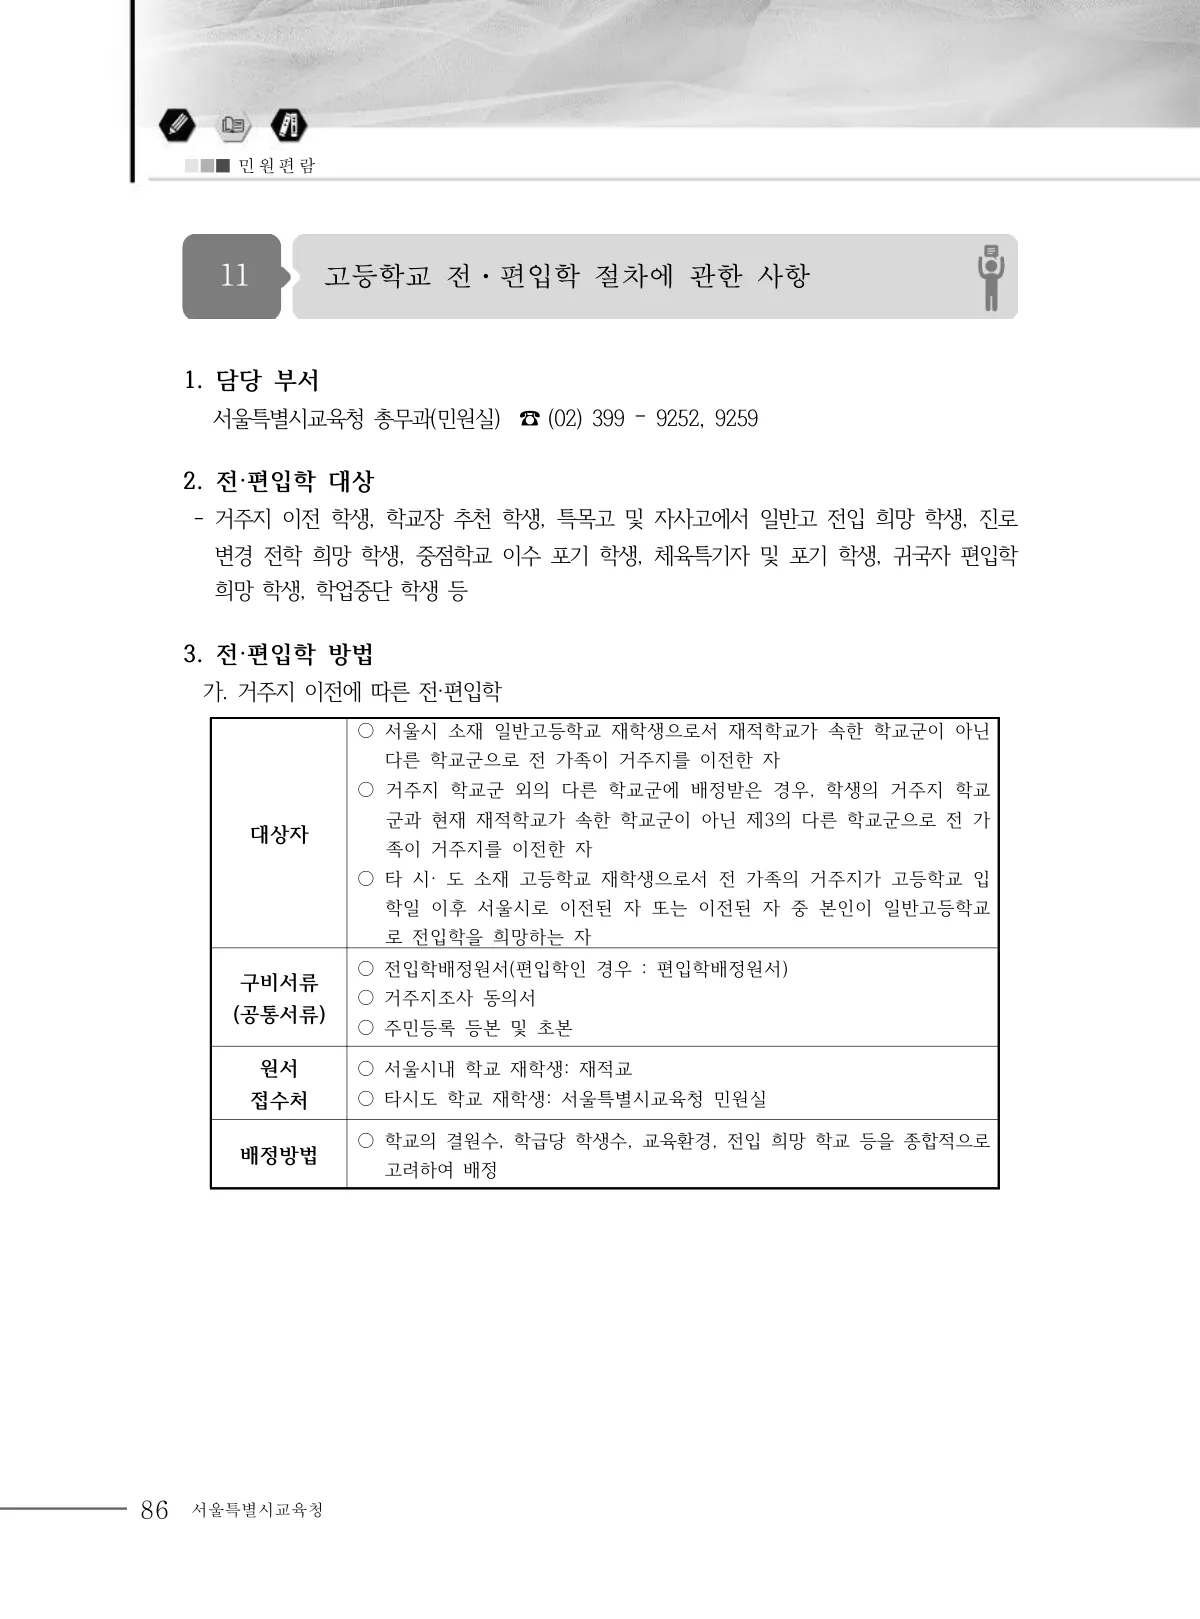 민원편람
11
고등학교 전·편입학 절차에 관한 사항
1. 담당 부서
서울특별시교육청 총무과(민원실) ☎ (02) 399 - 9252, 9259
2. 전·편입학 대상
- 거주지 이전 학생, 학교장 추천 학생, 특목고 및 자사고에서 일반고 전입 희망 학생, 진로
변경 전학 희망 학생, 중점학교 이수 포기 학생, 체육특기자 및 포기 학생, 귀국자 편입학
희망 학생, 학업중단 학생 등
3. 전·편입학 방법
가. 거주지 이전에 따른 전·편입학
대상자
○ 서울시 소재 일반고등학교 재학생으로서 재적학교가 속한 학교군이 아닌
다른 학교군으로 전 가족이 거주지를 이전한 자
○ 거주지 학교군 외의 다른 학교군에 배정받은 경우, 학생의 거주지 학교
군과 현재 재적학교가 속한 학교군이 아닌 제3의 다른 학교군으로 전 가
족이 거주지를 이전한 자
○ 타 시· 도 소재 고등학교 재학생으로서 전 가족의 거주지가 고등학교 입
학일 이후 서울시로 이전된 자 또는 이전된 자 중 본인이 일반고등학교
로 전입학을 희망하는 자
구비서류
(공통서류)
○ 전입학배정원서(편입학인 경우 : 편입학배정원서)
○ 거주지조사 동의서
○ 주민등록 등본 및 초본
원서
접수처
○ 서울시내 학교 재학생: 재적교
○ 타시도 학교 재학생: 서울특별시교육청 민원실
배정방법
○ 학교의 결원수, 학급당 학생수, 교육환경, 전입 희망 학교 등을 종합적으로
고려하여 배정
86 서울특별시교육청